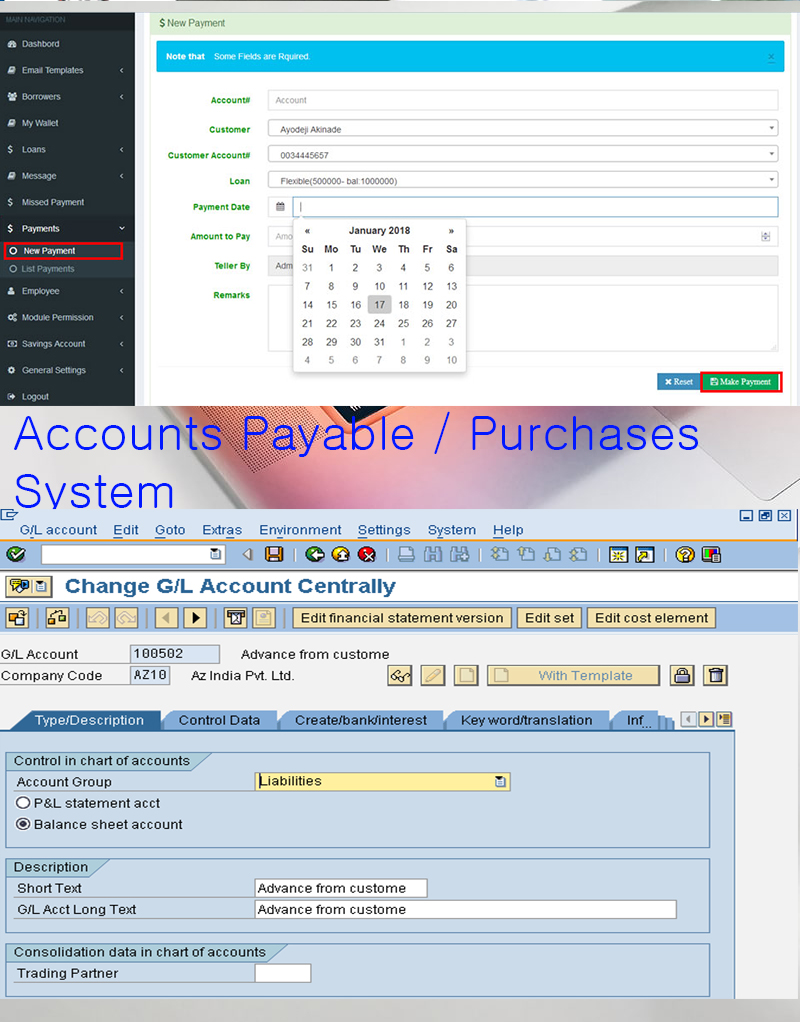 MAIN NAVIGATION
$ New Payment
Dashbord
Note that Some Fields are Rquired. ×
Email Templates
Borrowers
Account# Account
My Wallet
Customer Ayodeji Akinade
$ Loans
Customer Account# 0034445657
Message
Loan Flexible(500000- bal:1000000)
$ Missed Payment
Payment Date
$ Payments
« January 2018 »
Amount to Pay Amo
New Payment
Su Mo Tu We Th Fr Sa
List Payments
Teller By Adm
31 1 2 3 4 5 6
Employee
7 8 9 10 11 12 13
Remarks
14 15 16 17 18 19 20
Module Permission
21 22 23 24 25 26 27
Savings Account
28 29 30 31 1 2 3
4 5 6 7 8 9 10
General Settings
Reset Make Payment
Logout
Accounts Payable / Purchases
System
G/L account Edit Goto Extras Environment Settings System Help
Change G/L Account Centrally
Edit financial statement version Edit set Edit cost element
G/L Account 100502 Advance from custome
Company Code AZ10 Az India Pvt. Ltd. With Template
Type/Description Control Data Create/bank/interest Key word/translation Inf...
Control in chart of accounts
Account Group Liabilities
P&L statement acct
Balance sheet account
Description
Short Text Advance from custome
G/L Acct Long Text Advance from custome
Consolidation data in chart of accounts
Trading Partner